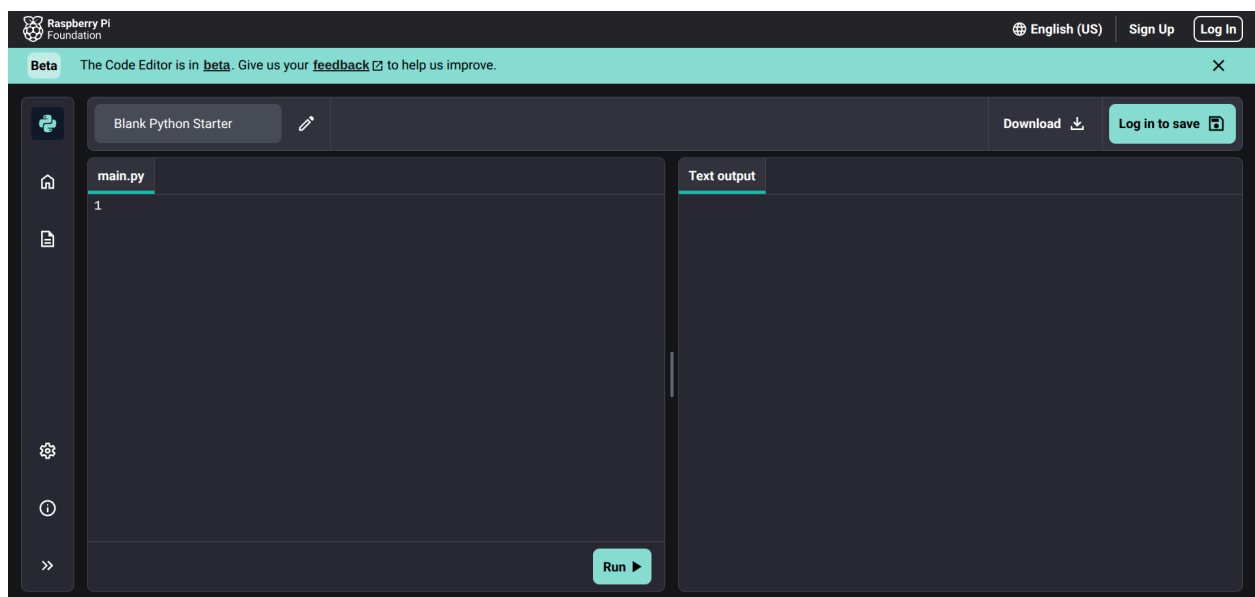 Raspberry Pi
Foundation
English (US)
Sign Up
Log In
Beta
The Code Editor is in beta. Give us your feedback to help us improve.
Blank Python Starter
Download
Log in to save
main.py
Text output
1
Run